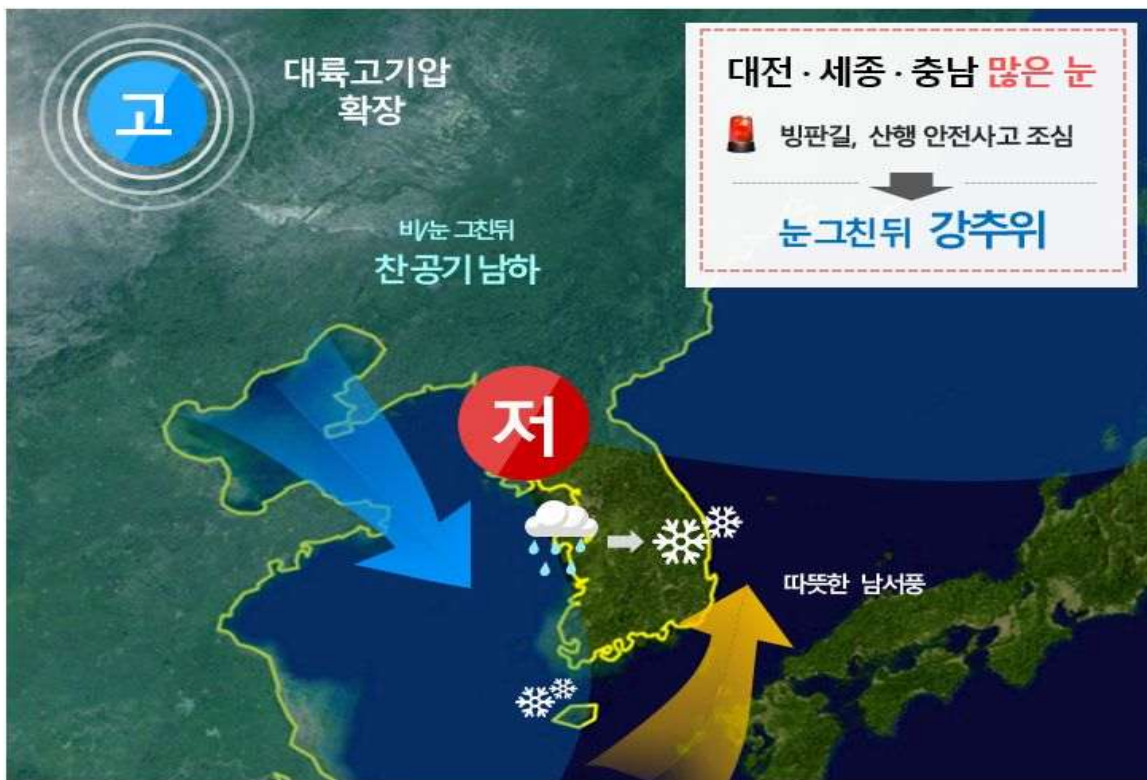 고
대륙고기압
확장
대전 · 세종 · 충남 많은 눈
빙판길, 산행 안전사고 조심
눈그친뒤 강추위
비/눈 그친뒤
찬 공기 남하
저
따뜻한 남서풍